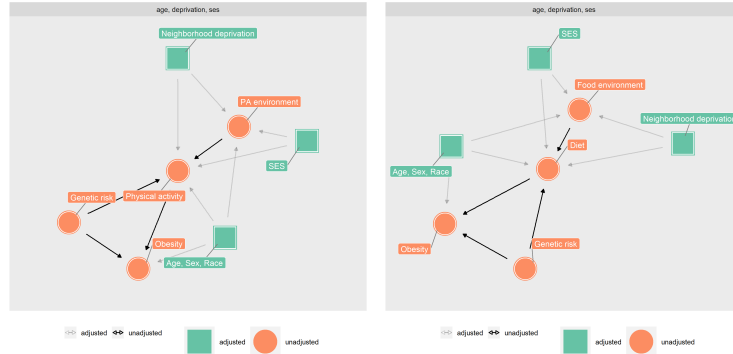 age, deprivation, ses
Neighborhood deprivation
PA environment
SES
Genetic risk
Physical activity
Obesity
Age, Sex, Race
adjusted
unadjusted
adjusted
unadjusted
age, deprivation, ses
SES
Food environment
Neighborhood deprivation
Diet
Age, Sex, Race
Obesity
Genetic risk
adjusted
unadjusted
adjusted
unadjusted